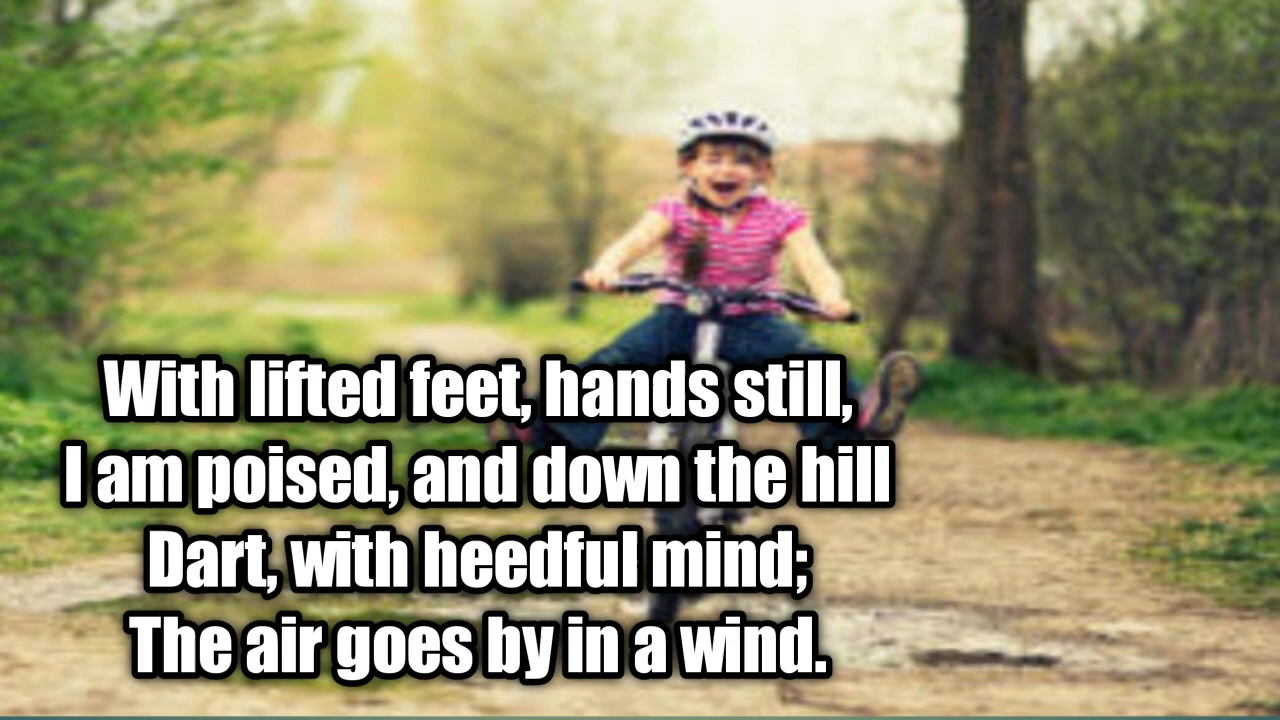 With lifted feet, hands still,
I am poised, and down the hill
Dart, with heedful mind;
The air goes by in a wind.